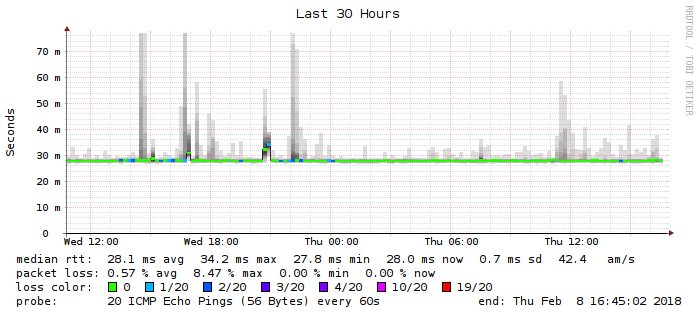 Last 30 Hours
RRDTOOL / TOBI OETIKER
Seconds
70 m
60 m
50 m
40 m
30 m
20 m
10 m
0
Wed 12:00 Wed 18:00 Thu 00:00 Thu 06:00 Thu 12:00
median rtt: 28.1 ms avg 34.2 ms max 27.8 ms min 28.0 ms now 0.7 ms sd 42.4 am/s
packet loss: 0.57 % avg 8.47 % max 0.00 % min 0.00 % now
loss color: 0 1/20 2/20 3/20 4/20 10/20 19/20
probe: 20 ICMP Echo Pings (56 Bytes) every 60s end: Thu Feb 8 16:45:02 2018